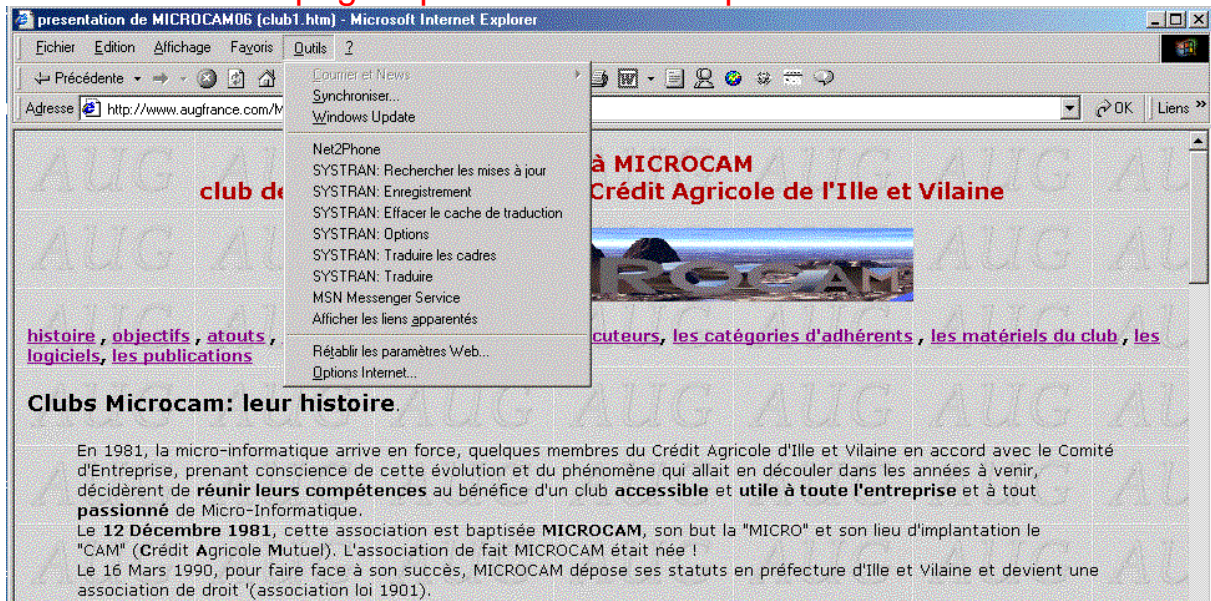 presentation de MICROCAM06 (club1.htm) - Microsoft Internet Explorer
Fichier Edition Affichage Favoris Outils ?
Précédente
Adresse http://www.augfrance.com/M OK Liens »
Courrier et News
Synchroniser...
Windows Update
Net2Phone
SYSTRAN: Rechercher les mises à jour
SYSTRAN: Enregistrement
SYSTRAN: Effacer le cache de traduction
SYSTRAN: Options
SYSTRAN: Traduire les cadres
SYSTRAN: Traduire
MSN Messenger Service
Afficher les liens apparentés
Rétablir les paramètres Web...
Options Internet...
à MICROCAM
club de Crédit Agricole de l'Ille et Vilaine
ROCAM
histoire , objectifs , atouts , cuteurs, les catégories d'adhérents , les matériels du club , les
logiciels, les publications
Clubs Microcam: leur histoire.
En 1981, la micro-informatique arrive en force, quelques membres du Crédit Agricole d'Ille et Vilaine en accord avec le Comité
d'Entreprise, prenant conscience de cette évolution et du phénomène qui allait en découler dans les années à venir,
décidèrent de réunir leurs compétences au bénéfice d'un club accessible et utile à toute l'entreprise et à tout
passionné de Micro-Informatique.
Le 12 Décembre 1981, cette association est baptisée MICROCAM, son but la "MICRO" et son lieu d'implantation le
"CAM" (Crédit Agricole Mutuel). L'association de fait MICROCAM était née !
Le 16 Mars 1990, pour faire face à son succès, MICROCAM dépose ses statuts en préfecture d'Ille et Vilaine et devient une
association de droit '(association loi 1901).